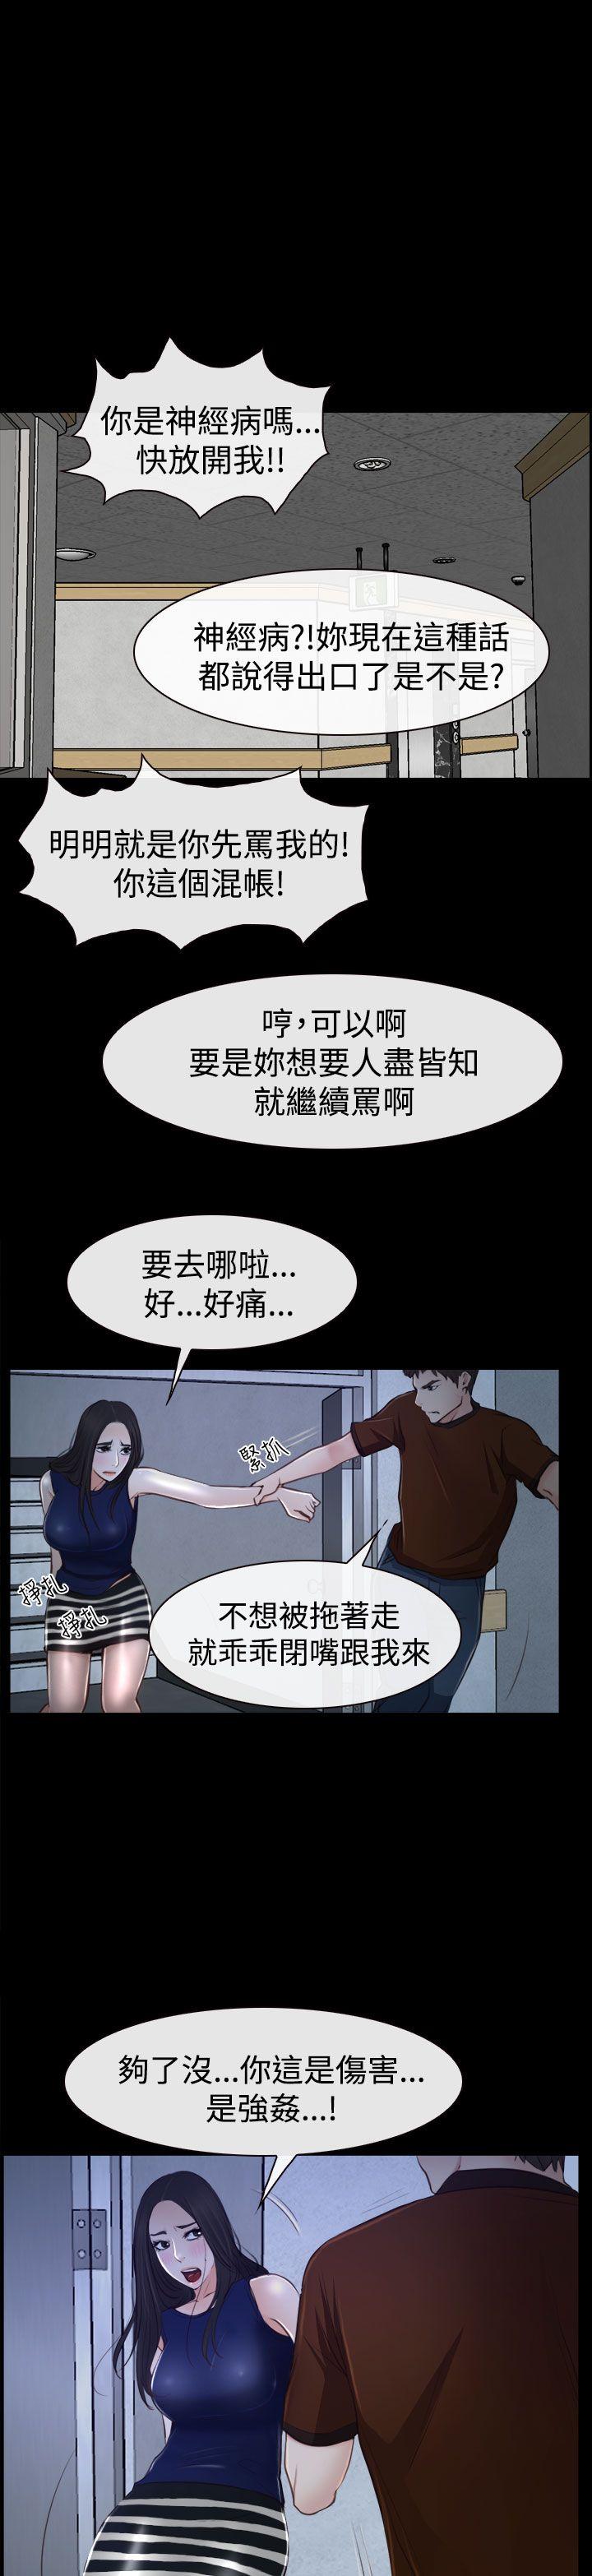 你是神經病嗎...
快放開我!!
神經病?!妳現在這種話
都說得出口了是不是?
明明就是你先罵我的!
你這個混帳!
哼，可以啊
要是妳想要人盡皆知
就繼續罵啊
要去哪啦...
好...好痛...
緊抓
掙扎
掙扎
不想被拖著走
就乖乖閉嘴跟我來
夠了沒...你這是傷害...
是強姦...!